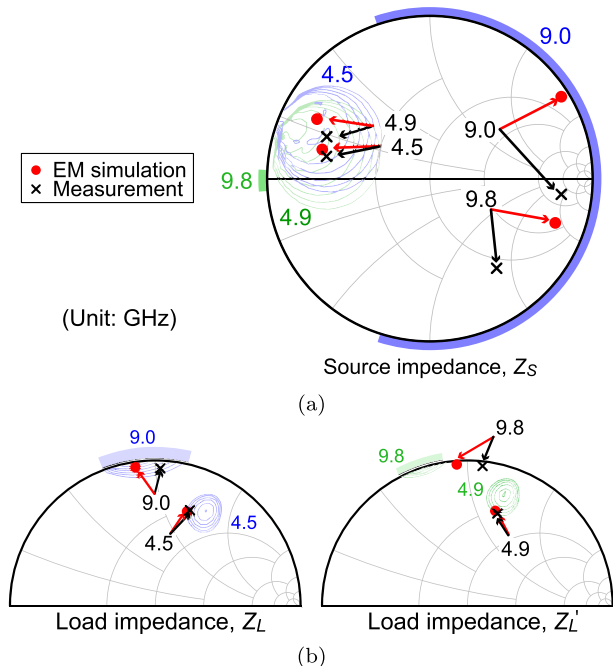 9.0
4.5
4.9
4.5
9.0
EM simulation
Measurement
9.8
9.8
4.9
(Unit: GHz)
Source impedance, Z_S
(a)
9.0
9.0
4.5
4.5
Load impedance, Z_L
9.8
9.8
4.9
4.9
Load impedance, Z_L'
(b)